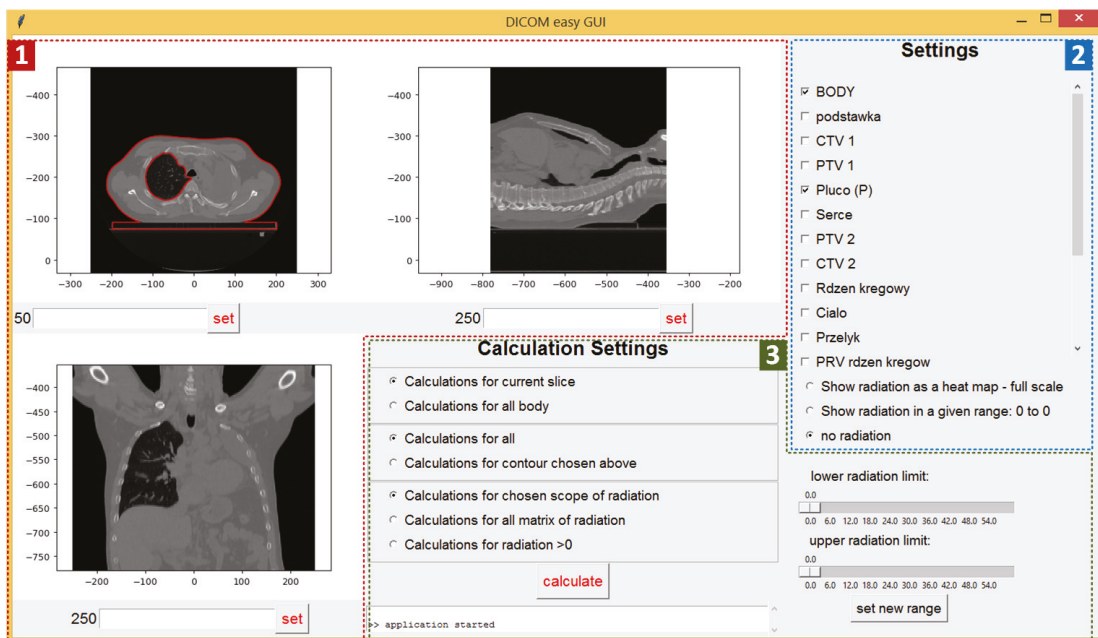 DICOM easy GUI
1
−400
−300
−200
−100
0
−300 −200 −100 0 100 200 300
50 set
−400
−300
−200
−100
0
−900 −800 −700 −600 −500 −400 −300 −200
250 set
−400
−450
−500
−550
−600
−650
−700
−750
−200 −100 0 100 200
250 set
2
Settings
BODY
podstawka
CTV 1
PTV 1
Pluco (P)
Serce
PTV 2
CTV 2
Rdzen kregowy
Cialo
Przelyk
PRV rdzen kregow
Show radiation as a heat map - full scale
Show radiation in a given range: 0 to 0
no radiation
3
Calculation Settings
Calculations for current slice
Calculations for all body
Calculations for all
Calculations for contour chosen above
Calculations for chosen scope of radiation
Calculations for all matrix of radiation
Calculations for radiation >0
calculate
>> application started
lower radiation limit:
0.0
0.0 6.0 12.0 18.0 24.0 30.0 36.0 42.0 48.0 54.0
upper radiation limit:
0.0
0.0 6.0 12.0 18.0 24.0 30.0 36.0 42.0 48.0 54.0
set new range